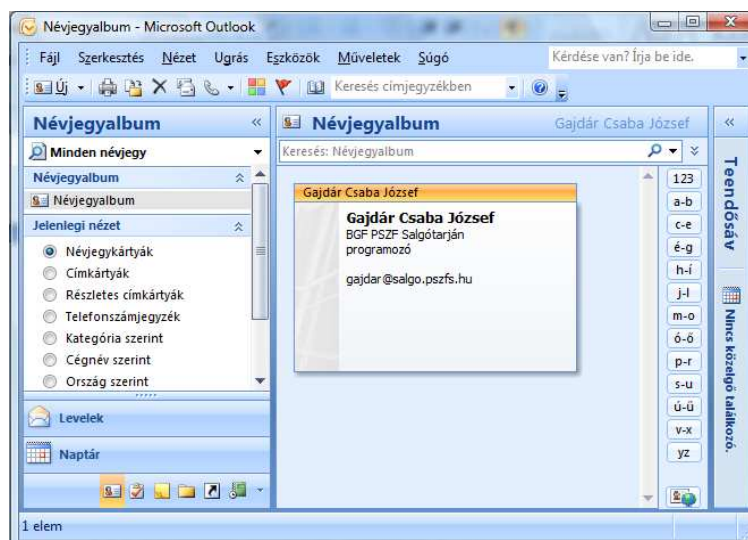 Névjegyalbum - Microsoft Outlook
Fájl Szerkesztés Nézet Ugrás Eszközök Műveletek Súgó Kérdése van? Írja be ide.
Új Keresés címjegyzékben
Névjegyalbum
Minden névjegy
Névjegyalbum
Névjegyalbum
Jelenlegi nézet
Névjegykártyák
Címkártyák
Részletes címkártyák
Telefonszámjegyzék
Kategória szerint
Cégnév szerint
Ország szerint
Levelek
Naptár
Névjegyalbum Gajdár Csaba József
Keresés: Névjegyalbum
Gajdár Csaba József
Gajdár Csaba József
BGF PSZF Salgótarján
programozó
gajdar@salgo.pszfs.hu
123
a-b
c-e
é-g
h-í
j-l
m-o
ó-ö
p-r
s-u
ú-ü
v-x
yz
Teendősáv
Nincs közelgő találkozó.
1 elem